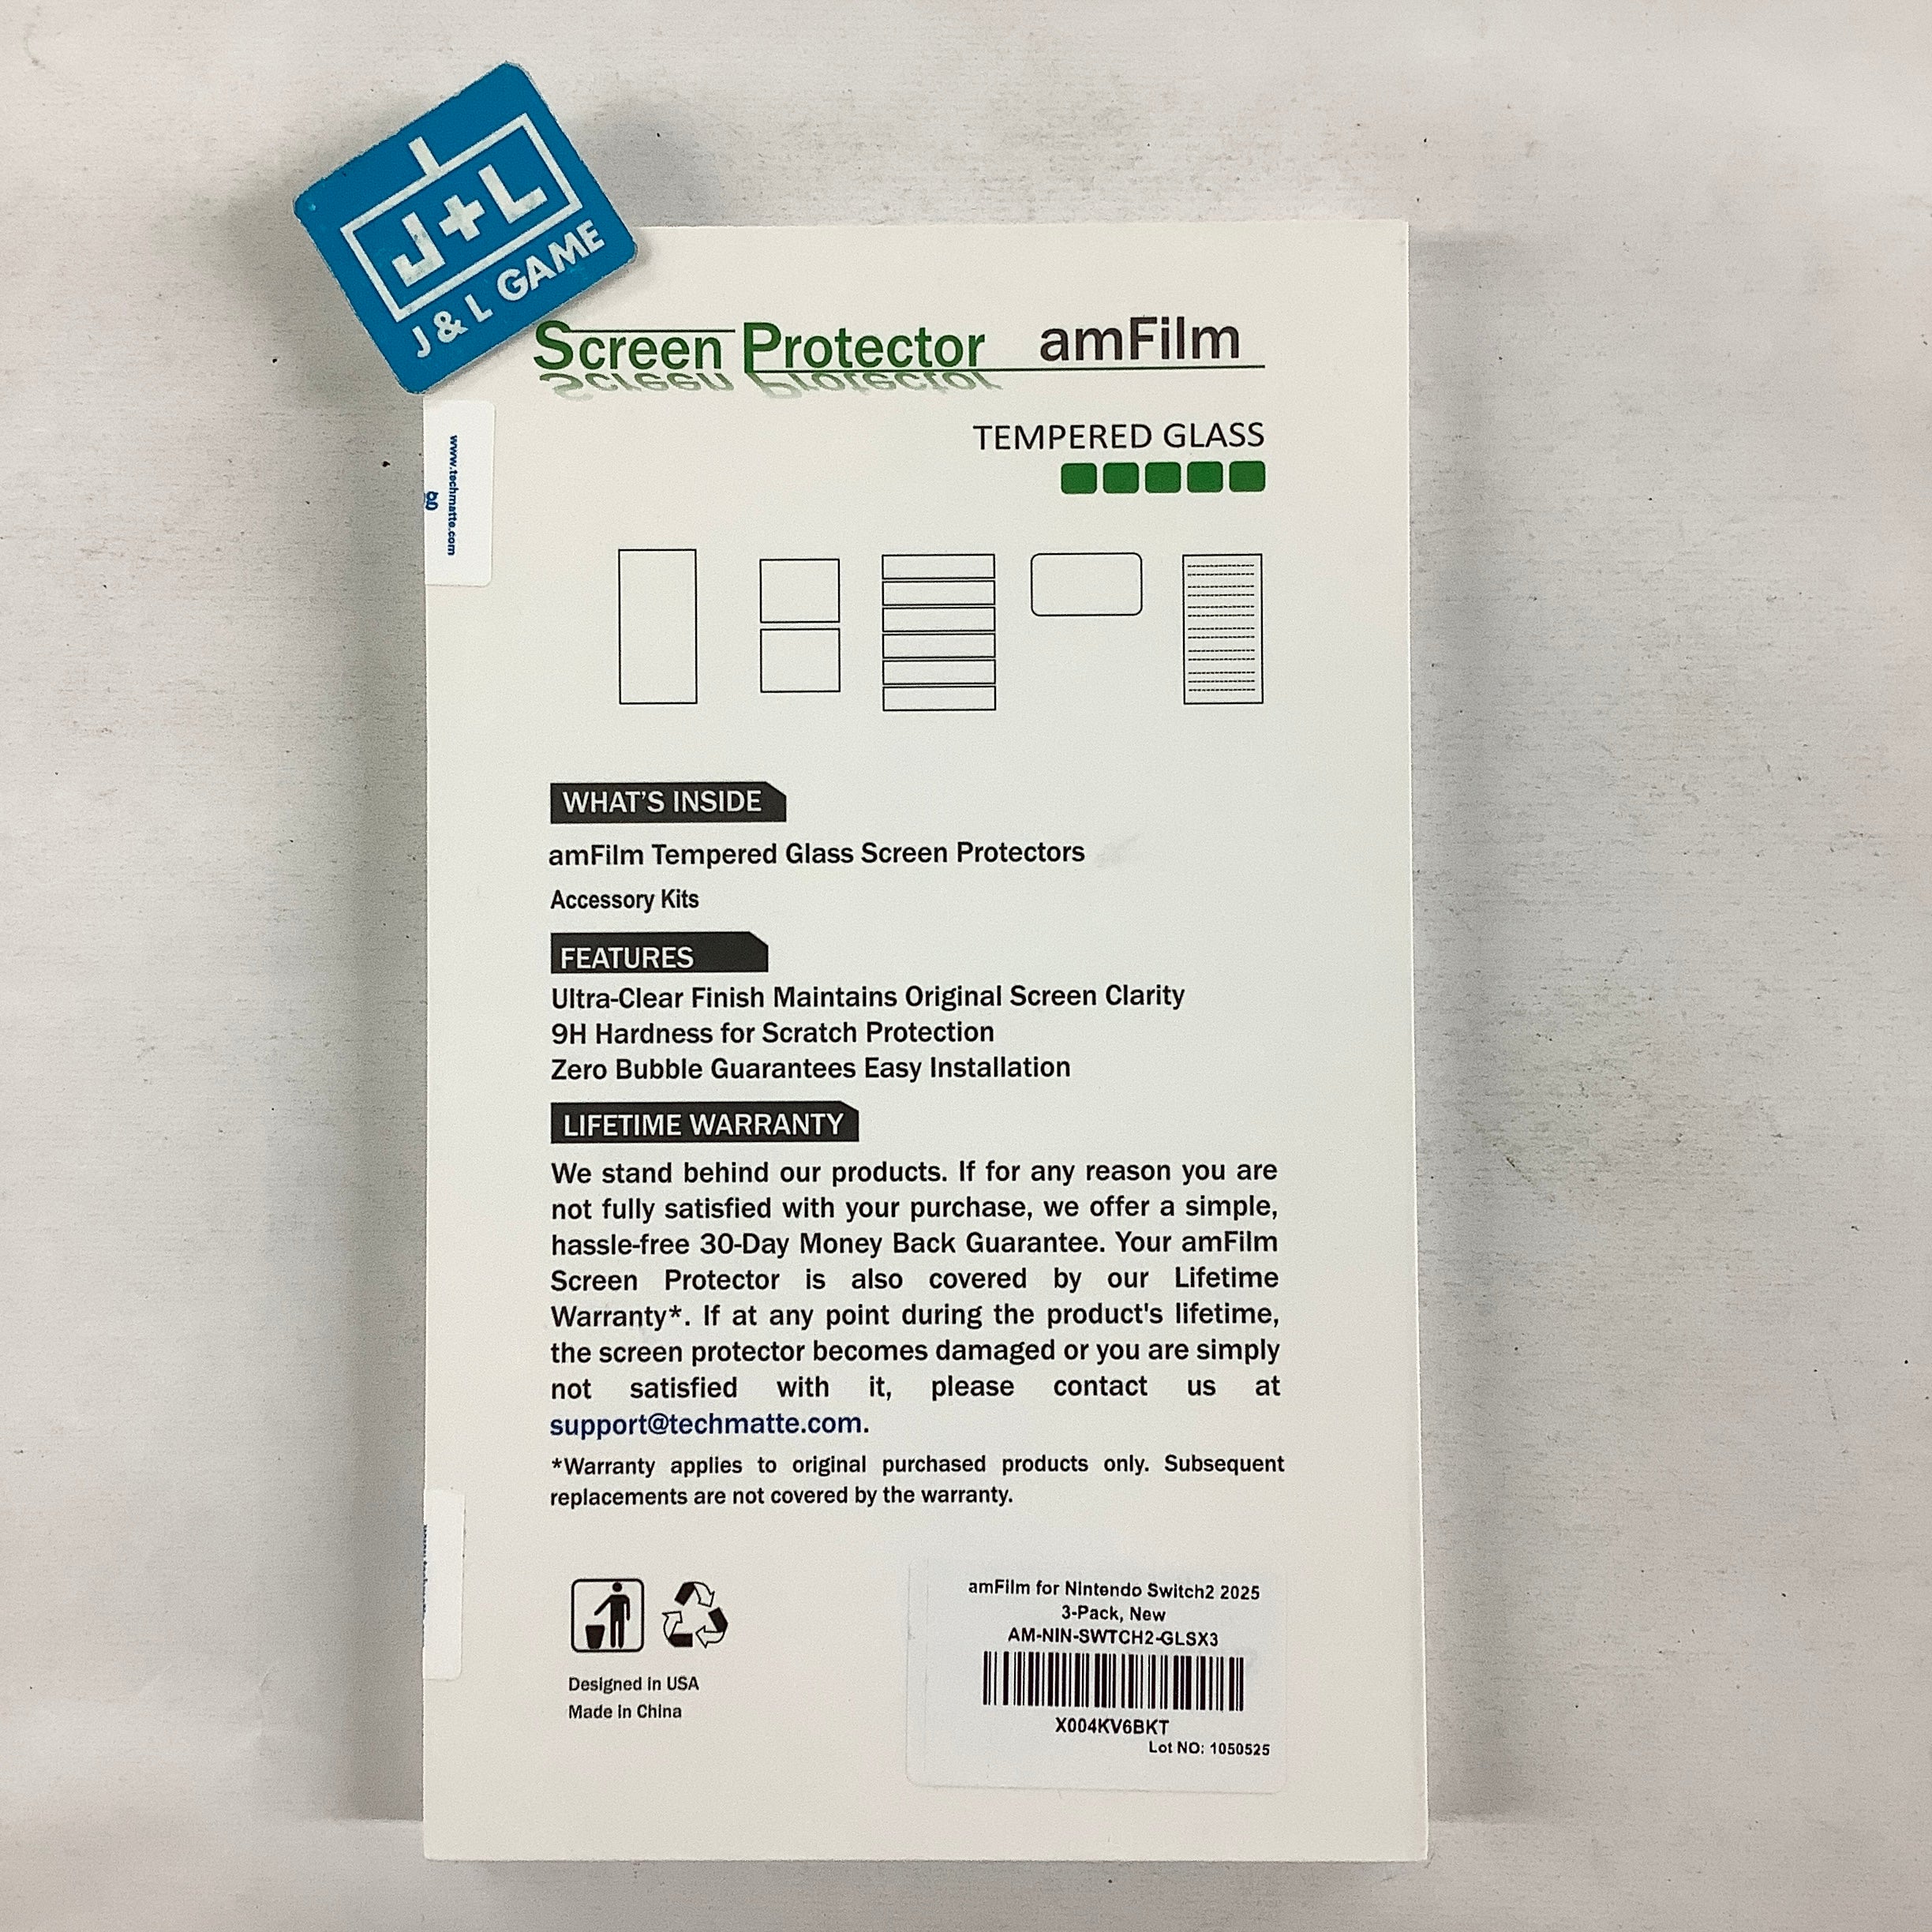 J+L
J & L GAME
Screen Protector amFilm
TEMPERED GLASS
www.techmatte.com
WHAT'S INSIDE
amFilm Tempered Glass Screen Protectors
Accessory Kits
FEATURES
Ultra-Clear Finish Maintains Original Screen Clarity
9H Hardness for Scratch Protection
Zero Bubble Guarantees Easy Installation
LIFETIME WARRANTY
We stand behind our products. If for any reason you are
not fully satisfied with your purchase, we offer a simple,
hassle-free 30-Day Money Back Guarantee. Your amFilm
Screen Protector is also covered by our Lifetime
Warranty*. If at any point during the product's lifetime,
the screen protector becomes damaged or you are simply
not satisfied with it, please contact us at
support@techmatte.com.
*Warranty applies to original purchased products only. Subsequent
replacements are not covered by the warranty.
Designed in USA
Made in China
amFilm for Nintendo Switch2 2025
3-Pack, New
AM-NIN-SWTCH2-GLSX3
X004KV6BKT
Lot NO: 1050525